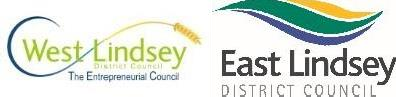 West Lindsey
District Council
The Entrepreneurial Council
East Lindsey
DISTRICT COUNCIL